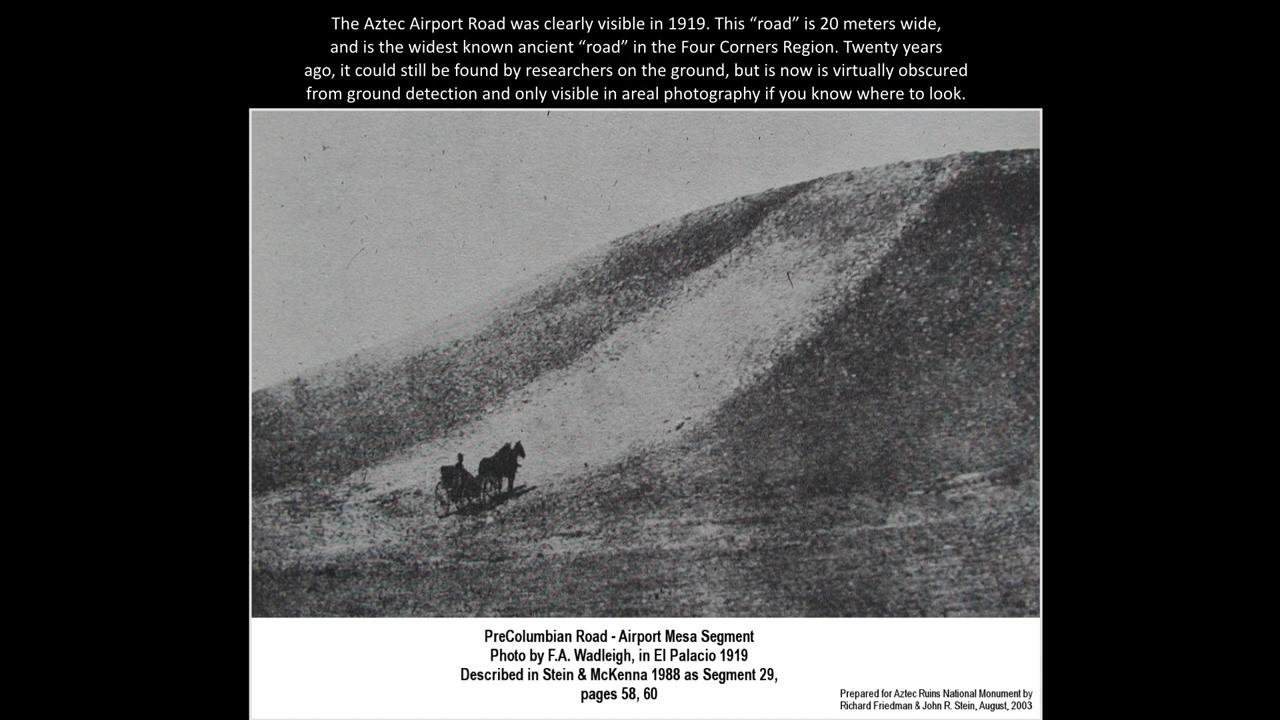 The Aztec Airport Road was clearly visible in 1919. This “road” is 20 meters wide,
and is the widest known ancient “road” in the Four Corners Region. Twenty years
ago, it could still be found by researchers on the ground, but is now is virtually obscured
from ground detection and only visible in areal photography if you know where to look.
PreColumbian Road - Airport Mesa Segment
Photo by F.A. Wadleigh, in El Palacio 1919
Described in Stein & McKenna 1988 as Segment 29,
pages 58, 60
Prepared for Aztec Ruins National Monument by
Richard Friedman & John R. Stein, August, 2003